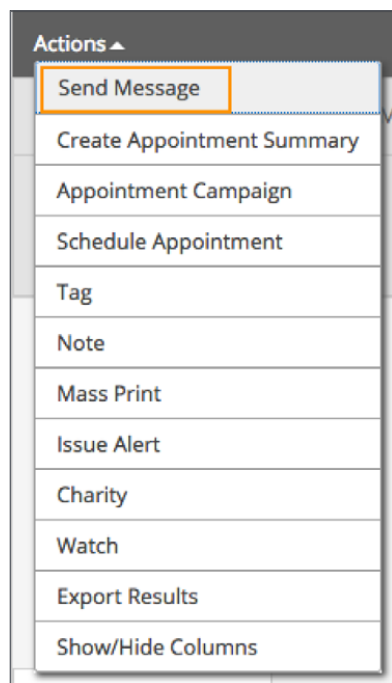 Actions
Send Message
Create Appointment Summary
Appointment Campaign
Schedule Appointment
Tag
Note
Mass Print
Issue Alert
Charity
Watch
Export Results
Show/Hide Columns